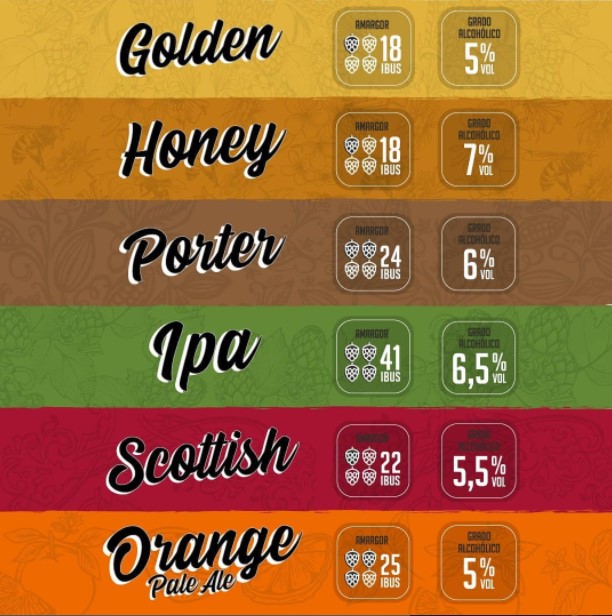 Golden
AMARGOR
18
IBUS
GRADO
ALCOHÓLICO
5%
VOL
Honey
AMARGOR
18
IBUS
GRADO
ALCOHÓLICO
7%
VOL
Porter
AMARGOR
24
IBUS
GRADO
ALCOHÓLICO
6%
VOL
Ipa
AMARGOR
41
IBUS
GRADO
ALCOHÓLICO
6,5%
VOL
Scottish
AMARGOR
22
IBUS
GRADO
ALCOHÓLICO
5,5%
VOL
Orange
Pale Ale
AMARGOR
25
IBUS
GRADO
ALCOHÓLICO
5%
VOL